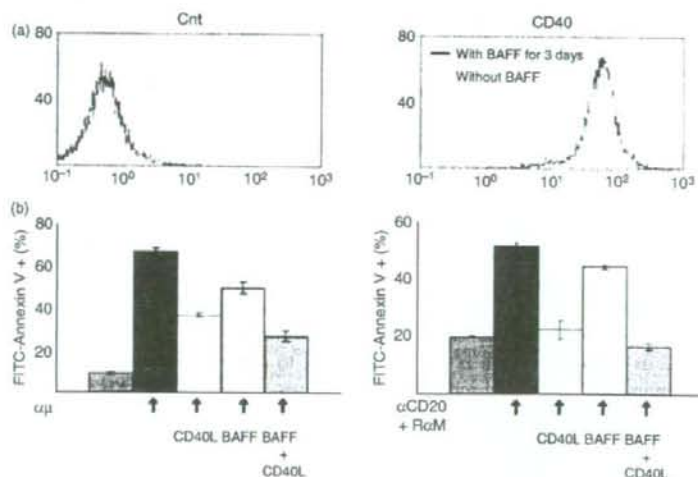 (a)
Cnt
CD40
80
40
10⁻¹ 10⁰ 10¹ 10² 10³
80
40
With BAFF for 3 days
Without BAFF
10⁻¹ 10⁰ 10¹ 10² 10³
(b)
FITC-Annexin V + (%)
80
60
40
20
αμ
CD40L BAFF BAFF
+
CD40L
FITC-Annexin V + (%)
60
40
20
αCD20
+ RαM
CD40L BAFF BAFF
+
CD40L